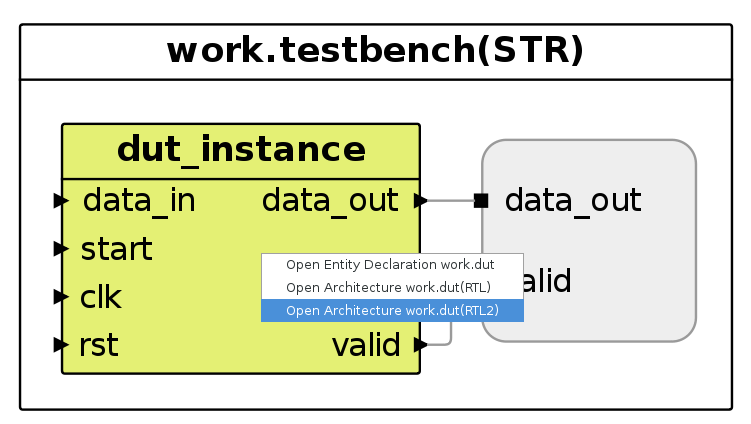 work.testbench(STR)
dut_instance
data_in data_out data_out
start
Open Entity Declaration work.dut
Open Architecture work.dut(RTL)
Open Architecture work.dut(RTL2)
clk alid
rst valid